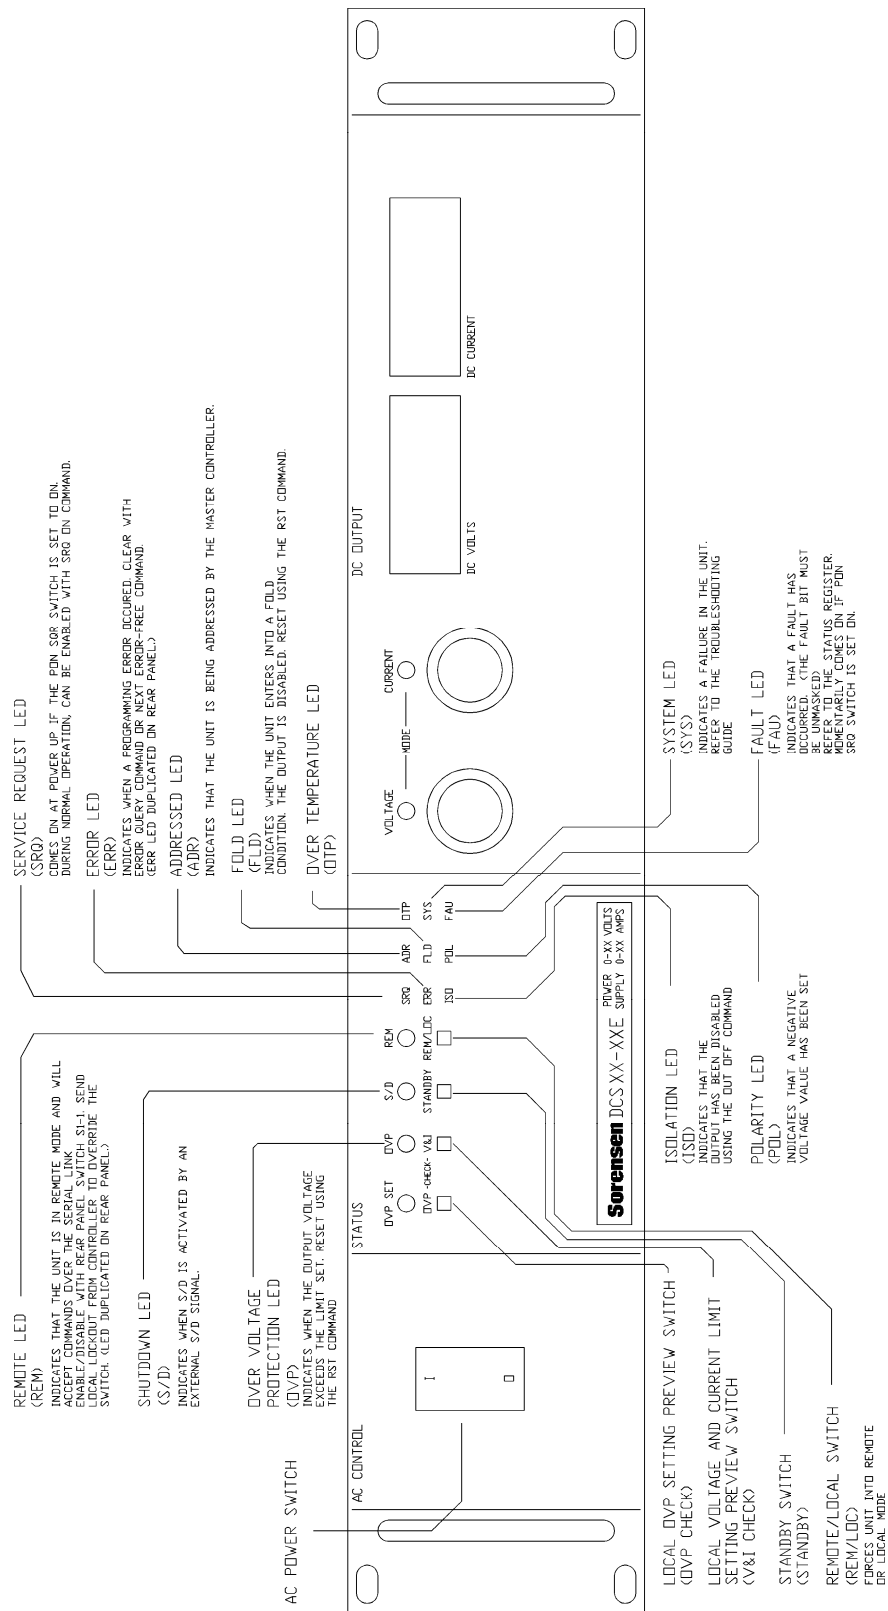 REMOTE LED
(REM)
INDICATES THAT THE UNIT IS IN REMOTE MODE AND WILL
ACCEPT COMMANDS OVER THE SERIAL LINK
ENABLE/DISABLE WITH REAR PANEL SWITCH S1-1. SEND
LOCAL LOCKOUT FROM CONTROLLER TO OVERRIDE THE
SWITCH. (LED DUPLICATED ON REAR PANEL.)
SHUTDOWN LED
(S/D)
INDICATES WHEN S/D IS ACTIVATED BY AN
EXTERNAL S/D SIGNAL.
OVER VOLTAGE
PROTECTION LED
(OVP)
INDICATES WHEN THE OUTPUT VOLTAGE
EXCEEDS THE LIMIT SET. RESET USING
THE RST COMMAND
AC POWER SWITCH
SERVICE REQUEST LED
(SRQ)
COMES ON AT POWER UP IF THE PON SQR SWITCH IS SET TO ON.
DURING NORMAL OPERATION, CAN BE ENABLED WITH SRQ ON COMMAND.
ERROR LED
(ERR)
INDICATES WHEN A PROGRAMMING ERROR OCCURED. CLEAR WITH
ERROR QUERY COMMAND OR NEXT ERROR-FREE COMMAND.
(ERR LED DUPLICATED ON REAR PANEL.)
ADDRESSED LED
(ADR)
INDICATES THAT THE UNIT IS BEING ADDRESSED BY THE MASTER CONTROLLER.
FOLD LED
(FLD)
INDICATES WHEN THE UNIT ENTERS INTO A FOLD
CONDITION. THE OUTPUT IS DISABLED. RESET USING THE RST COMMAND.
OVER TEMPERATURE LED
(OTP)
AC CONTROL
I
O
STATUS
OVP SET
OVP
S/D
REM
SRQ
ADR
OTP
OVP -CHECK- V&I
STANDBY
REM/LOC
ERR
FLD
SYS
ISO
POL
FAU
Sorensen DCSXX-XXE
POWER 0-XX VOLTS
SUPPLY 0-XX AMPS
DC OUTPUT
VOLTAGE
MODE
CURRENT
DC VOLTS
DC CURRENT
LOCAL OVP SETTING PREVIEW SWITCH
(OVP CHECK)
LOCAL VOLTAGE AND CURRENT LIMIT
SETTING PREVIEW SWITCH
(V&I CHECK)
STANDBY SWITCH
(STANDBY)
REMOTE/LOCAL SWITCH
(REM/LOC)
FORCES UNIT INTO REMOTE
OR LOCAL MODE
ISOLATION LED
(ISO)
INDICATES THAT THE
OUTPUT HAS BEEN DISABLED
USING THE OUT OFF COMMAND
POLARITY LED
(POL)
INDICATES THAT A NEGATIVE
VOLTAGE VALUE HAS BEEN SET
SYSTEM LED
(SYS)
INDICATES A FAILURE IN THE UNIT.
REFER TO THE TROUBLESHOOTING
GUIDE
FAULT LED
(FAU)
INDICATES THAT A FAULT HAS
OCCURRED. (THE FAULT BIT MUST
BE UNMASKED)
REFER TO THE STATUS REGISTER.
MOMENTARILY COMES ON IF PON
SRQ SWITCH IS SET ON.